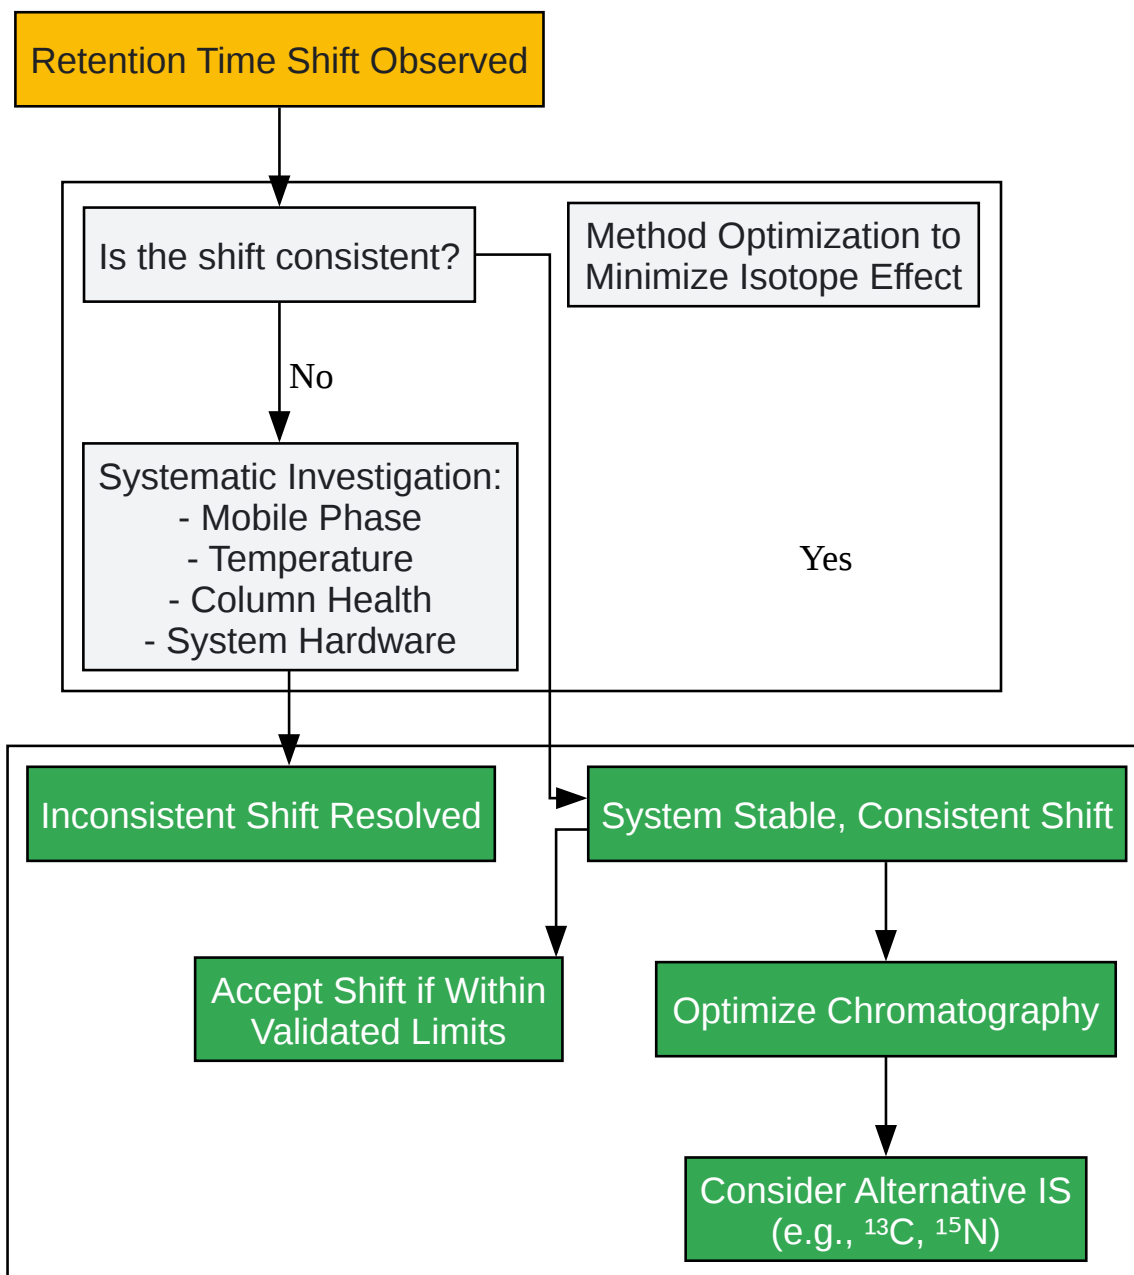 Retention Time Shift Observed
Is the shift consistent?
Method Optimization to
Minimize Isotope Effect
No
Systematic Investigation:
- Mobile Phase
- Temperature
- Column Health
- System Hardware
Yes
Inconsistent Shift Resolved
System Stable, Consistent Shift
Accept Shift if Within
Validated Limits
Optimize Chromatography
Consider Alternative IS
(e.g., ¹³C, ¹⁵N)